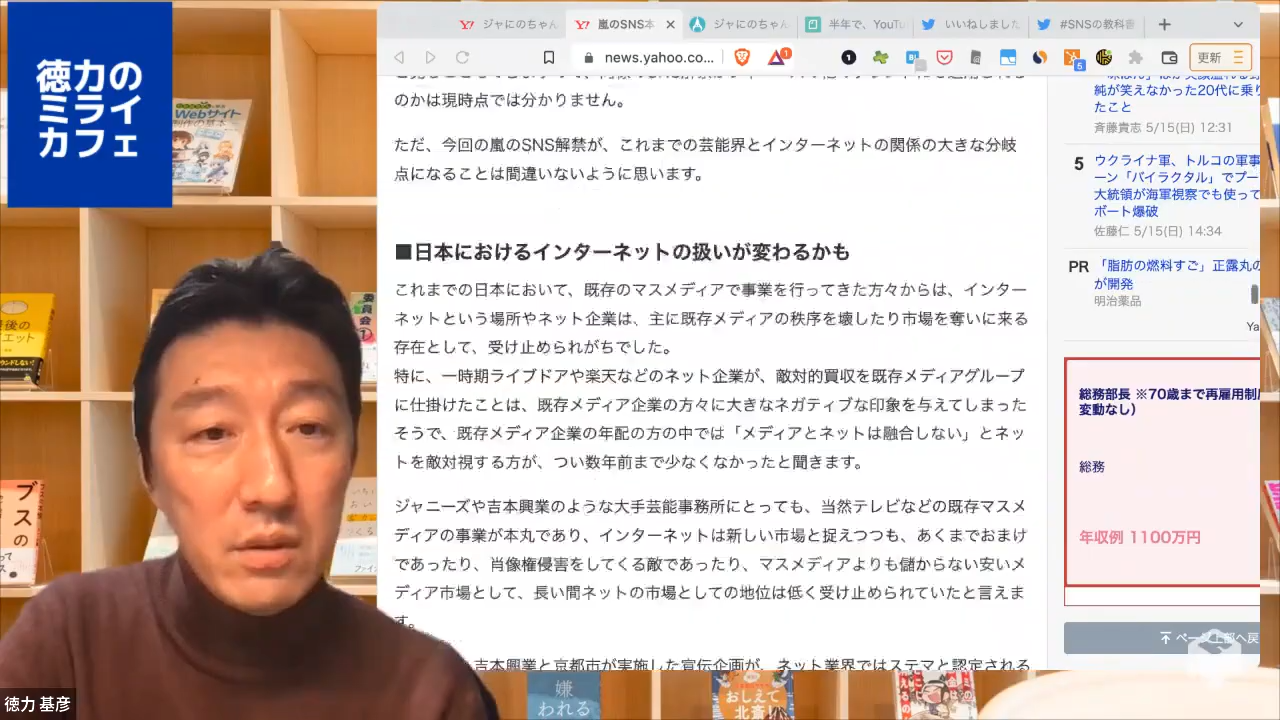 徳力の
ミライ
カフェ
ジャにのちゃん
嵐のSNS本
ジャにのちゃん
半年で、YouTu
いいねしました
#SNSの教科書
news.yahoo.co...
更新
のかは現時点では分かりません。
ただ、今回の嵐のSNS解禁が、これまでの芸能界とインターネットの関係の大きな分岐
点になることは間違いないように思います。
■日本におけるインターネットの扱いが変わるかも
これまでの日本において、既存のマスメディアで事業を行ってきた方々からは、インター
ネットという場所やネット企業は、主に既存メディアの秩序を壊したり市場を奪いに来る
存在として、受け止められがちでした。
特に、一時期ライブドアや楽天などのネット企業が、敵対的買収を既存メディアグループ
に仕掛けたことは、既存メディア企業の方々に大きなネガティブな印象を与えてしまった
そうで、既存メディア企業の年配の方の中では「メディアとネットは融合しない」とネッ
トを敵対視する方が、つい数年前まで少なくなかったと聞きます。
ジャニーズや吉本興業のような大手芸能事務所にとっても、当然テレビなどの既存マスメ
ディアの事業が本丸であり、インターネットは新しい市場と捉えつつも、あくまでおまけ
であったり、肖像権侵害をしてくる敵であったり、マスメディアよりも儲からない安いメ
ディア市場として、長い間ネットの市場としての地位は低く受け止められていたと言えま
す。
吉本興業と京都市が実施した宣伝企画が、ネット業界ではステマと認定される
純が笑えなかった20代に乗り
たこと
斉藤貴志 5/15(日) 12:31
5
ウクライナ軍、トルコの軍事
ーン「バイラクタル」でプー
大統領が海軍視察でも使って
ボート爆破
佐藤仁 5/15(日) 14:34
PR
「脂肪の燃料すご」正露丸の
が開発
明治薬品
Ya
総務部長 ※70歳まで再雇用制
変動なし）
総務
年収例 1100万円
ページ上部へ戻
Webサイト
制作の基本
最後の
エット
委員会
①
ブスの
嫌
われる
おしえて
北斎
徳力 基彦